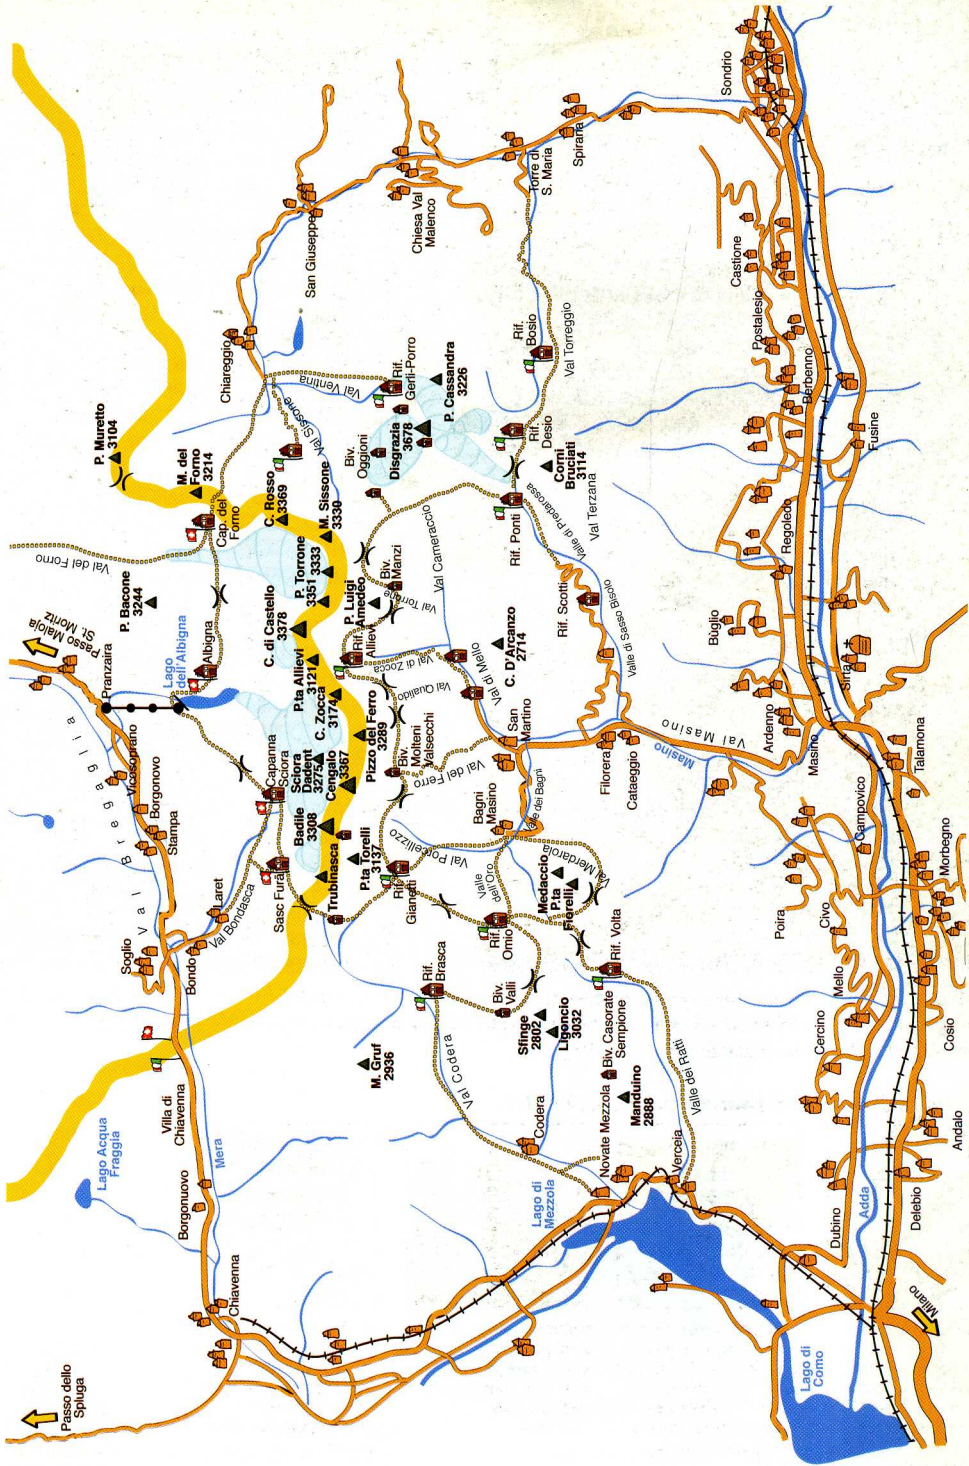 Passo dello
Spluga
Lago Acqua
Fraggia
Soglio
Val Bregaglia
Vicosoprano
Borgonovo
Stampa
Pranzaira
Passo Maloja
St. Moritz
Lago
dell'Albigna
Albigna
P. Bacone
3244
Val del Forno
P. Muretto
3104
M. del
Forno
3214
Cap. del
Forno
Chiareggio
San Giuseppe
Chiavenna
Borgonuovo
Villa di
Chiavenna
Mera
Bondo
Laret
Val Bondasca
Sasc Furà
Capanna
Sciora
Sciora
Dadant
3275
Cengalo
3367
Badile
3308
Trubinasca
C. Zocca
3174
P.ta Allievi
3121
C. di Castello
3378
P. Torrone
3351 3333
C. Rosso
3369
M. Sissone
3330
Val Sissone
Val Ventina
Chiesa Val
Malenco
M. Gruf
2936
P.ta Torelli
3137
Rif.
Gianetti
Pizzo del Ferro
3289
Rif.
Allievi
P. Luigi
Amedeo
Biv.
Manzi
Val Torrone
Biv.
Oggioni
Disgrazia
3678
Rif.
Gerli-Porro
P. Cassandra
3226
Rif.
Brasca
Val Codera
Val Porcellizzo
Biv.
Molteni
Valsecchi
Val del Ferro
Val Qualdo
Val di Zocca
Val Cameraccio
Val di Mello
C. D'Arcanzo
2714
Rif. Ponti
Rif.
Desio
Corni
Bruciati
3114
Rif.
Bosio
Val Torreggio
Torre di
S. Maria
Spriana
Biv.
Valli
Valle
dell'Oro
Rif.
Omio
Bagni
Masino
Valle dei Bagni
San
Martino
Valle di Predarossa
Val Terzana
Rif. Scotti
Valle di Sasso Bisolo
Codera
Sfinge
2802
Ligoncio
3032
Medaccio
P.ta
Fiorelli
Val Merdarola
Lago di
Mezzola
Novate Mezzola
Biv. Casorate
Sempione
Manduino
2888
Rif. Volta
Valle dei Ratti
Verceia
Filorera
Cataeggio
Masino
Val Masino
Sondrio
Castione
Postalesio
Berbenno
Fusine
Regoledo
Bùglio
Sirta
Ardenno
Masino
Talamona
Campovico
Morbegno
Poira
Civo
Mello
Cercino
Cosio
Andalo
Dubino
Adda
Delebio
Lago di
Como
Milano